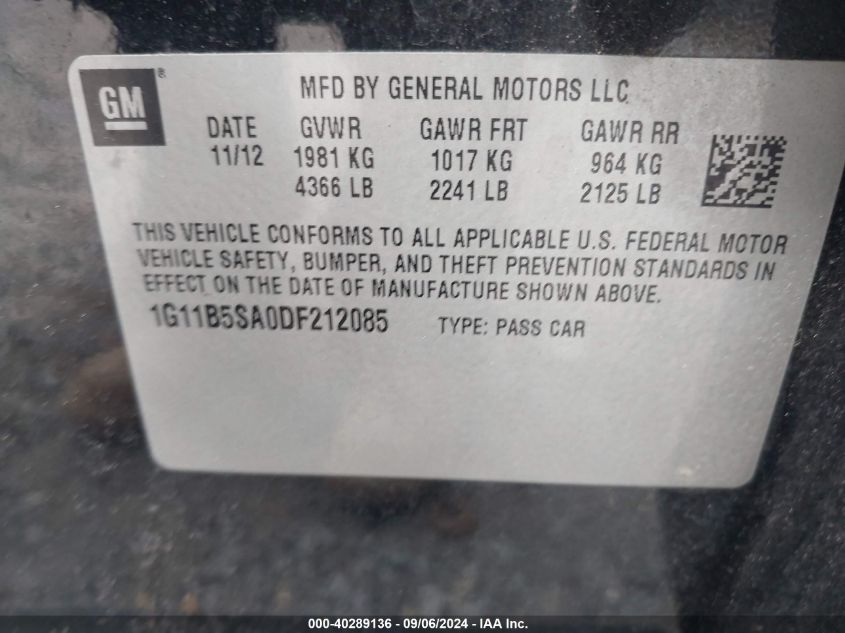 GM®
MFD BY GENERAL MOTORS LLC
DATE GVWR GAWR FRT GAWR RR
11/12 1981 KG 1017 KG 964 KG
4366 LB 2241 LB 2125 LB
THIS VEHICLE CONFORMS TO ALL APPLICABLE U.S. FEDERAL MOTOR
VEHICLE SAFETY, BUMPER, AND THEFT PREVENTION STANDARDS IN
EFFECT ON THE DATE OF MANUFACTURE SHOWN ABOVE.
1G11B5SA0DF212085 TYPE: PASS CAR
000-40289136 - 09/06/2024 - IAA Inc.